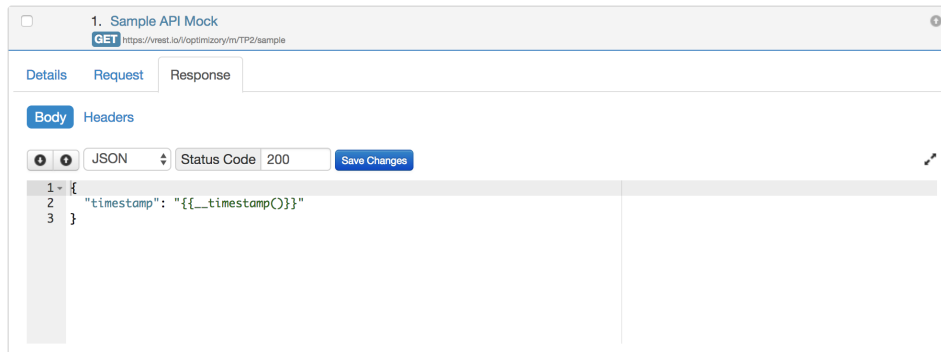 1. Sample API Mock
GET https://vrest.io/i/optimizory/m/TP2/sample
Details Request Response
Body Headers
JSON Status Code 200 Save Changes
1 {
2 "timestamp": "{{__timestamp()}}"
3 }